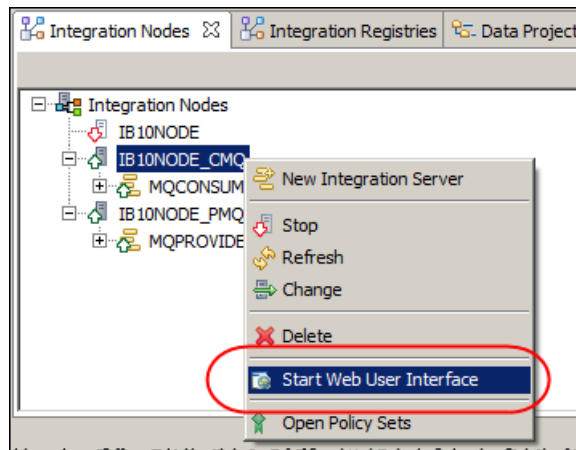 Integration Nodes Integration Registries Data Project
Integration Nodes
IB10NODE
IB10NODE_CMQ
MQCONSUM
IB10NODE_PMQ
MQPROVIDE
New Integration Server
Stop
Refresh
Change
Delete
Start Web User Interface
Open Policy Sets